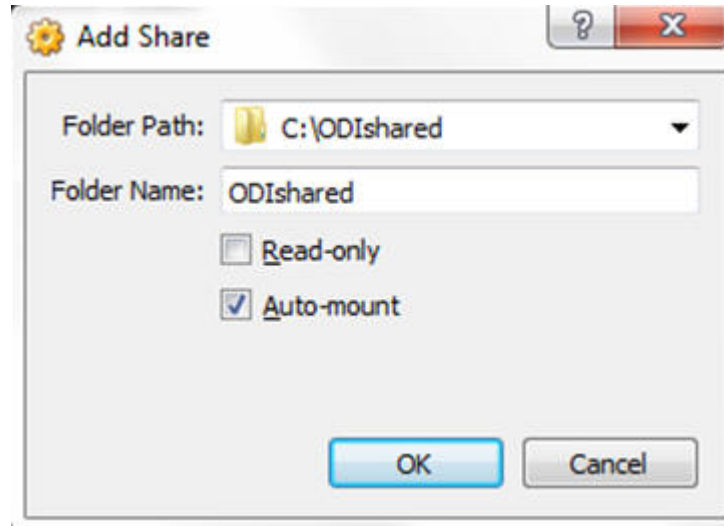 Add Share
?
Folder Path: C:\ODIshared
Folder Name: ODIshared
Read-only
Auto-mount
OK Cancel